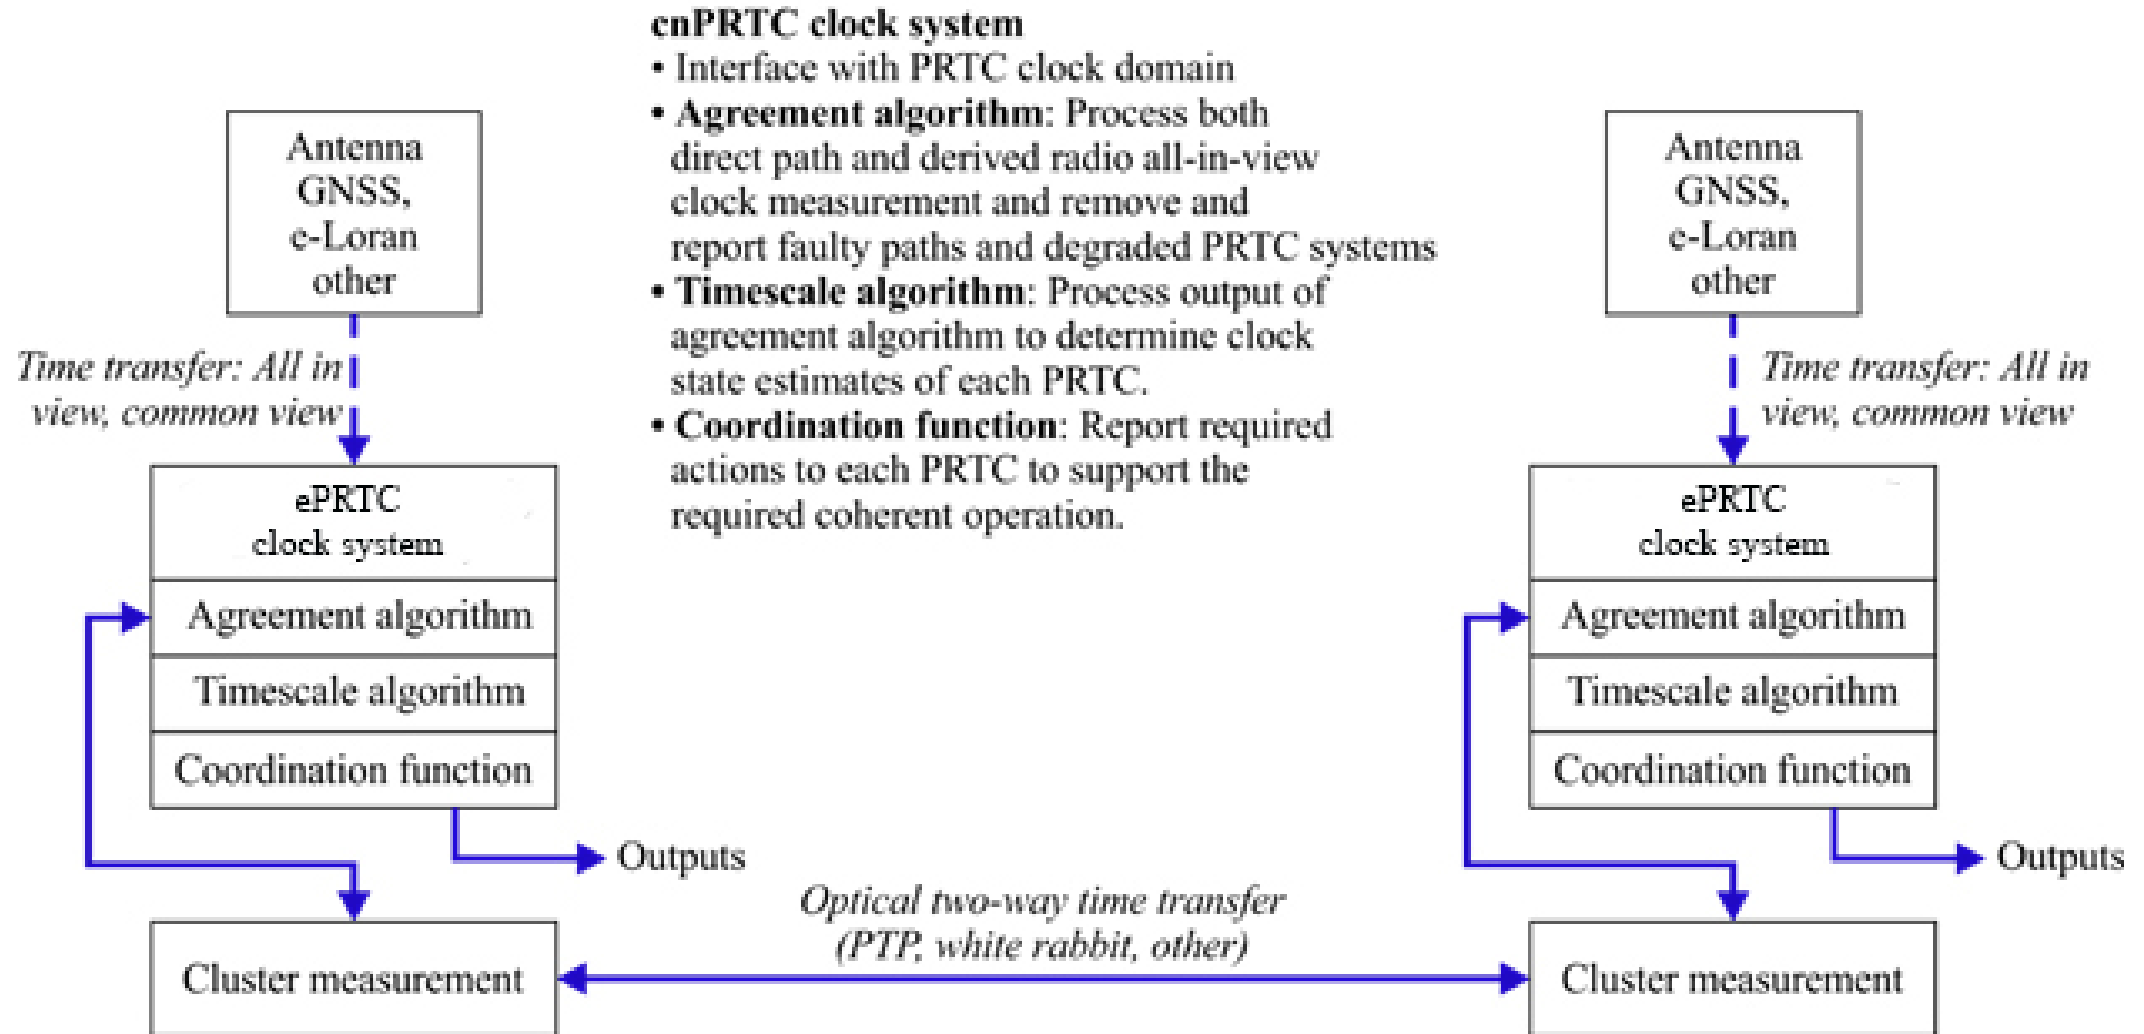 cnPRTC clock system
• Interface with PRTC clock domain
• Agreement algorithm: Process both
direct path and derived radio all-in-view
clock measurement and remove and
report faulty paths and degraded PRTC systems
• Timescale algorithm: Process output of
agreement algorithm to determine clock
state estimates of each PRTC.
• Coordination function: Report required
actions to each PRTC to support the
required coherent operation.
Antenna
GNSS,
e-Loran
other
Time transfer: All in
view, common view
ePRTC
clock system
Agreement algorithm
Timescale algorithm
Coordination function
Outputs
Cluster measurement
Optical two-way time transfer
(PTP, white rabbit, other)
Antenna
GNSS,
e-Loran
other
Time transfer: All in
view, common view
ePRTC
clock system
Agreement algorithm
Timescale algorithm
Coordination function
Outputs
Cluster measurement